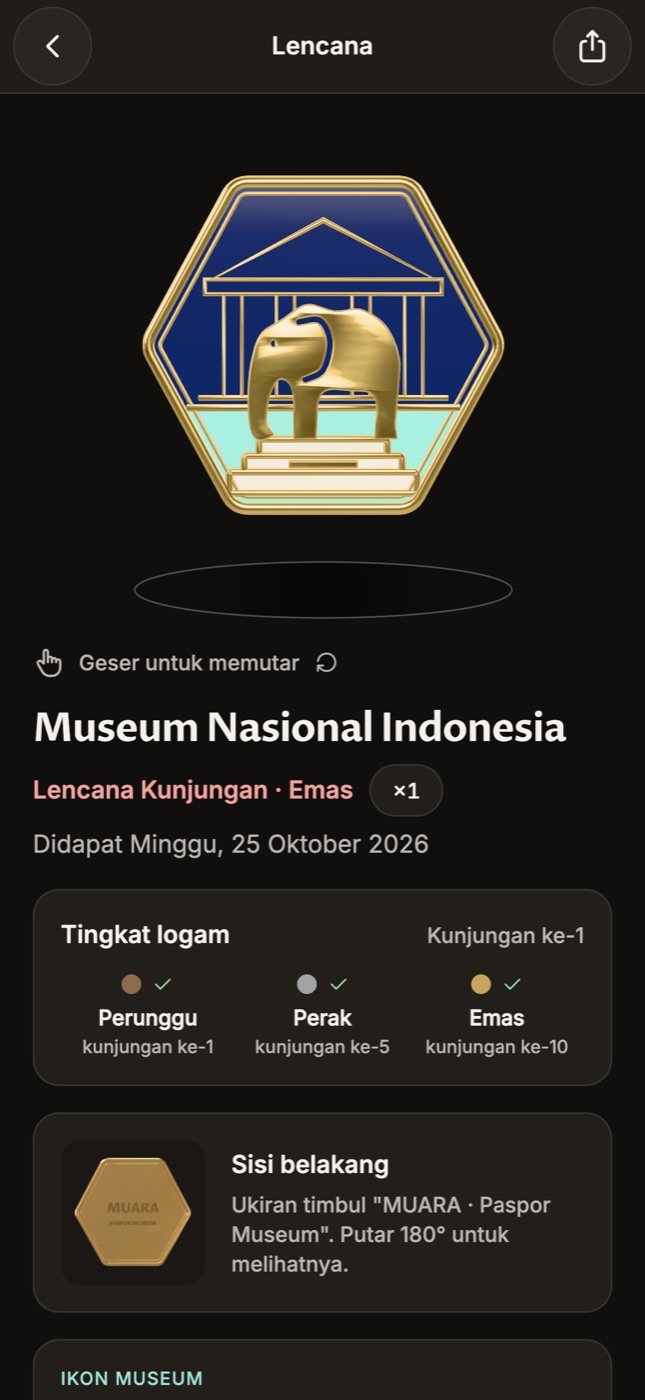 Lencana
Geser untuk memutar
Museum Nasional Indonesia
Lencana Kunjungan · Emas ×1
Didapat Minggu, 25 Oktober 2026
Tingkat logam Kunjungan ke-1
Perunggu Perak Emas
kunjungan ke-1 kunjungan ke-5 kunjungan ke-10
MUARA
PASPOR MUSEUM
Sisi belakang
Ukiran timbul "MUARA · Paspor
Museum". Putar 180° untuk
melihatnya.
IKON MUSEUM